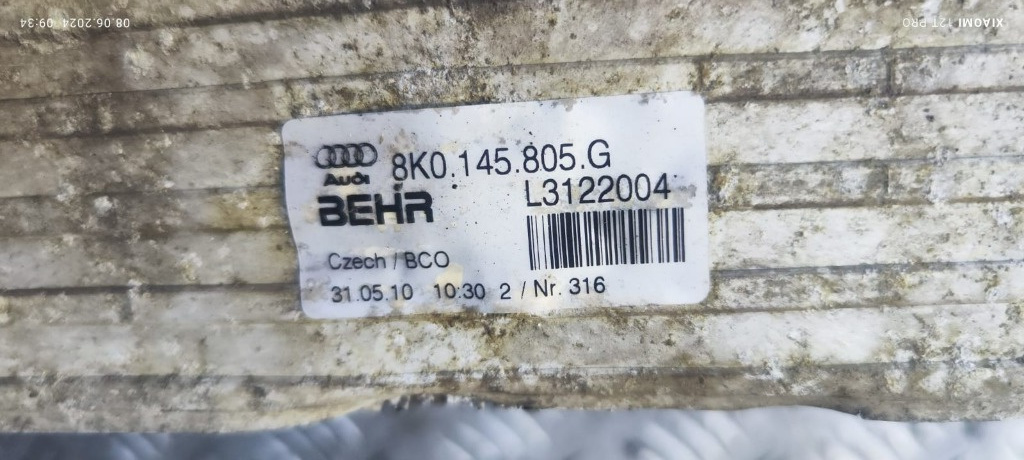 XIAOMI 12T PRO
08.06.2024 09:34
8K0.145.805.G
Audi
L3122004
BEHR
Czech / BCO
31.05.10 10:30 2 / Nr. 316